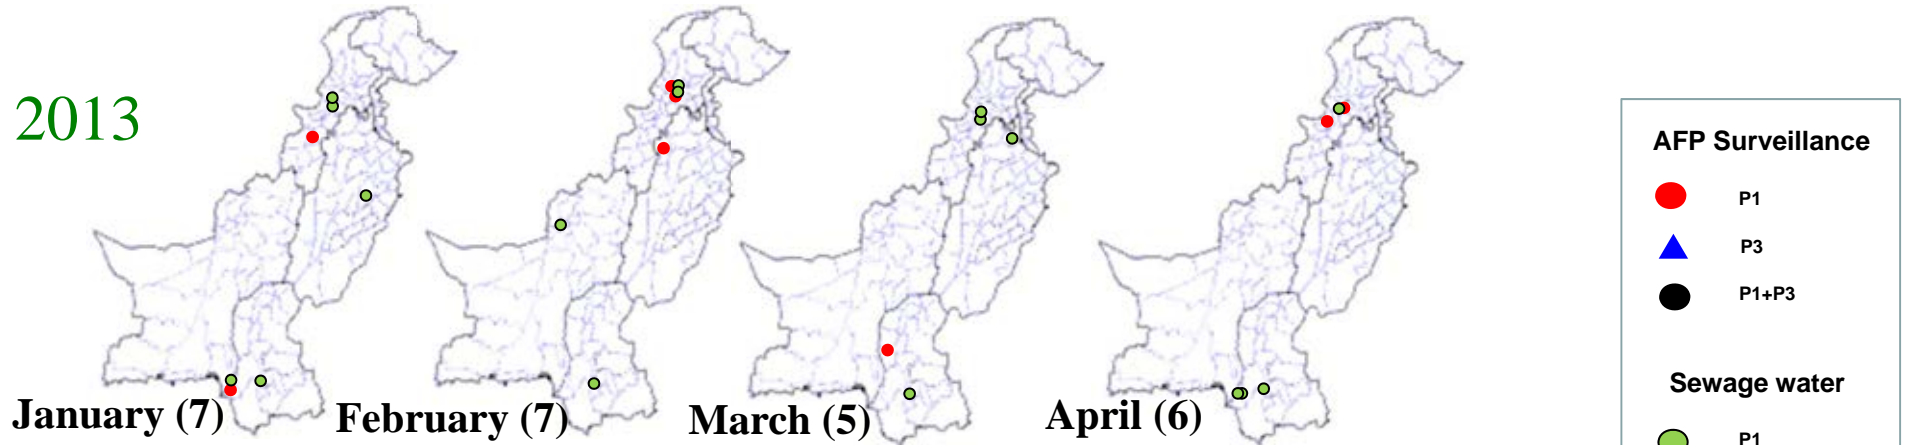 2013
January (7)
February (7)
March (5)
April (6)
AFP Surveillance
P1
P3
P1+P3
Sewage water
P1